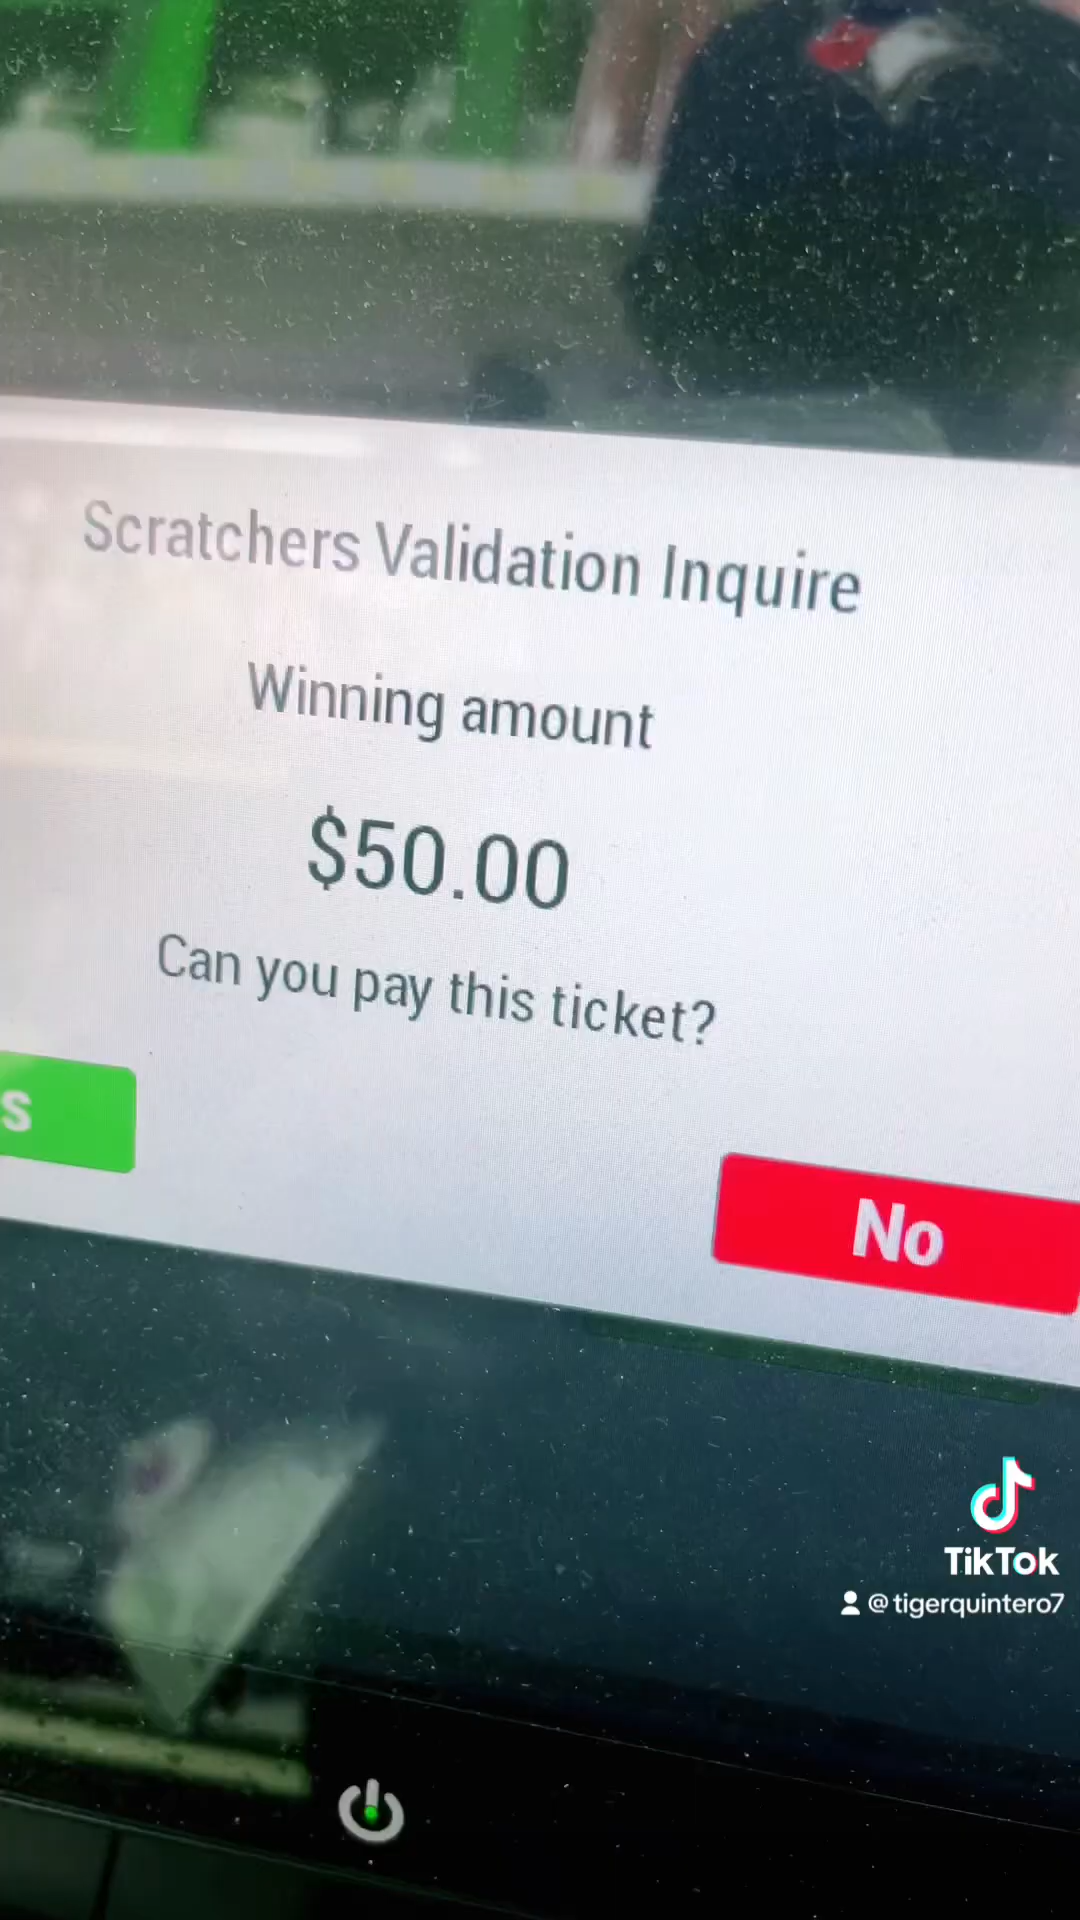 Scratchers Validation Inquire
Winning amount
$50.00
Can you pay this ticket?
s
No
TikTok
@tigerquintero7